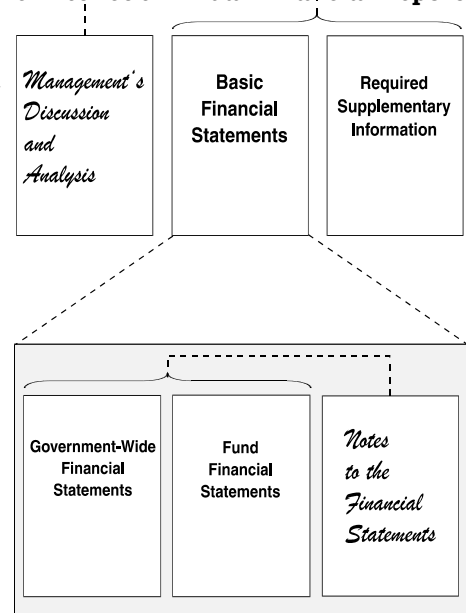 Management's
Discussion
and
Analysis
Basic
Financial
Statements
Required
Supplementary
Information
Government-Wide
Financial
Statements
Fund
Financial
Statements
Notes
to the
Financial
Statements